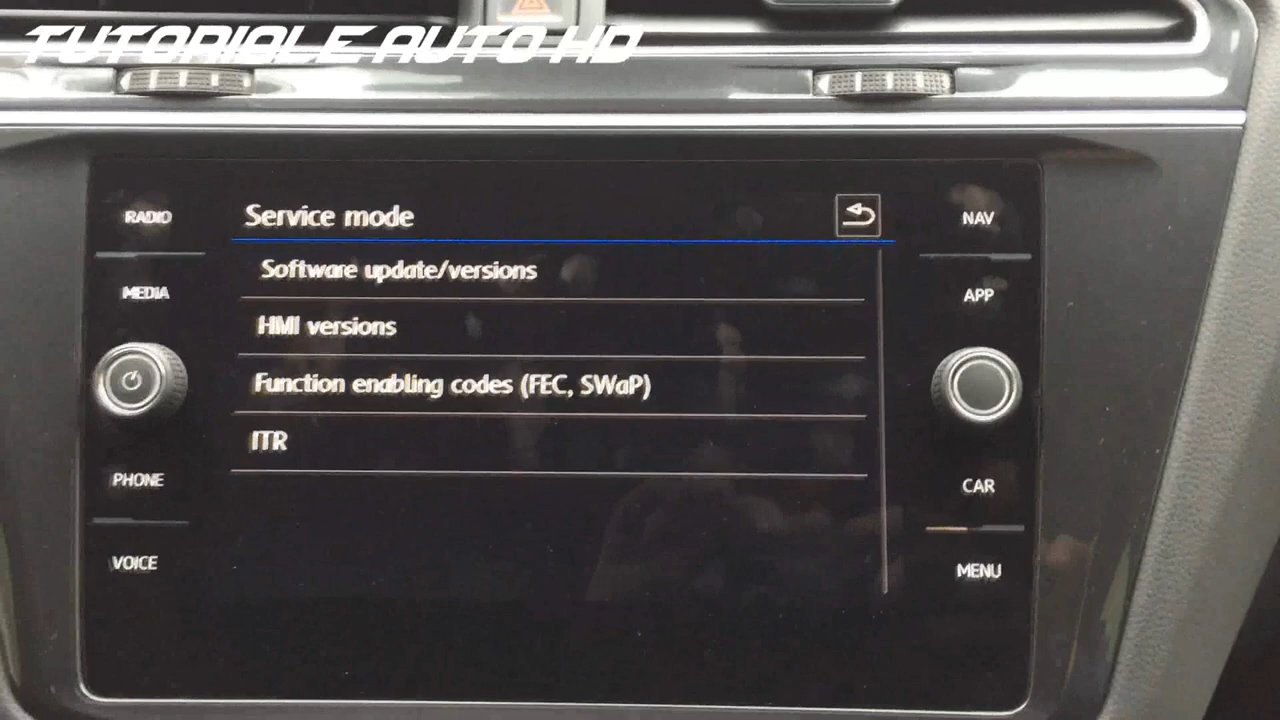 TUTORIALE AUTO HD
RADIO
MEDIA
PHONE
VOICE
Service mode
Software update/versions
HMI versions
Function enabling codes (FEC, SWaP)
ITR
NAV
APP
CAR
MENU